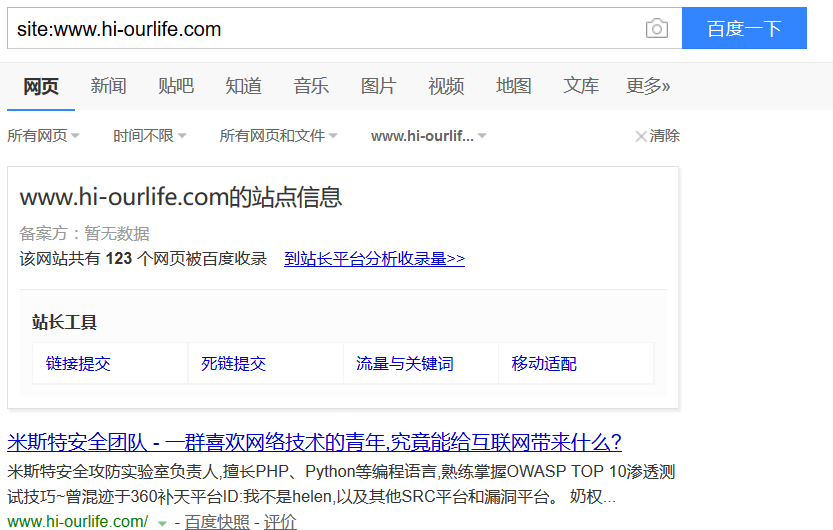 site:www.hi-ourlife.com 百度一下
网页 新闻 贴吧 知道 音乐 图片 视频 地图 文库 更多»
所有网页 时间不限 所有网页和文件 www.hi-ourlif... 清除
www.hi-ourlife.com的站点信息
备案方：暂无数据
该网站共有 123 个网页被百度收录 到站长平台分析收录量>>
站长工具
链接提交 死链提交 流量与关键词 移动适配
米斯特安全团队 - 一群喜欢网络技术的青年,究竟能给互联网带来什么?
米斯特安全攻防实验室负责人,擅长PHP、Python等编程语言,熟练掌握OWASP TOP 10渗透测
试技巧~曾混迹于360补天平台ID:我不是helen,以及其他SRC平台和漏洞平台。 奶权...
www.hi-ourlife.com/ - 百度快照 - 评价